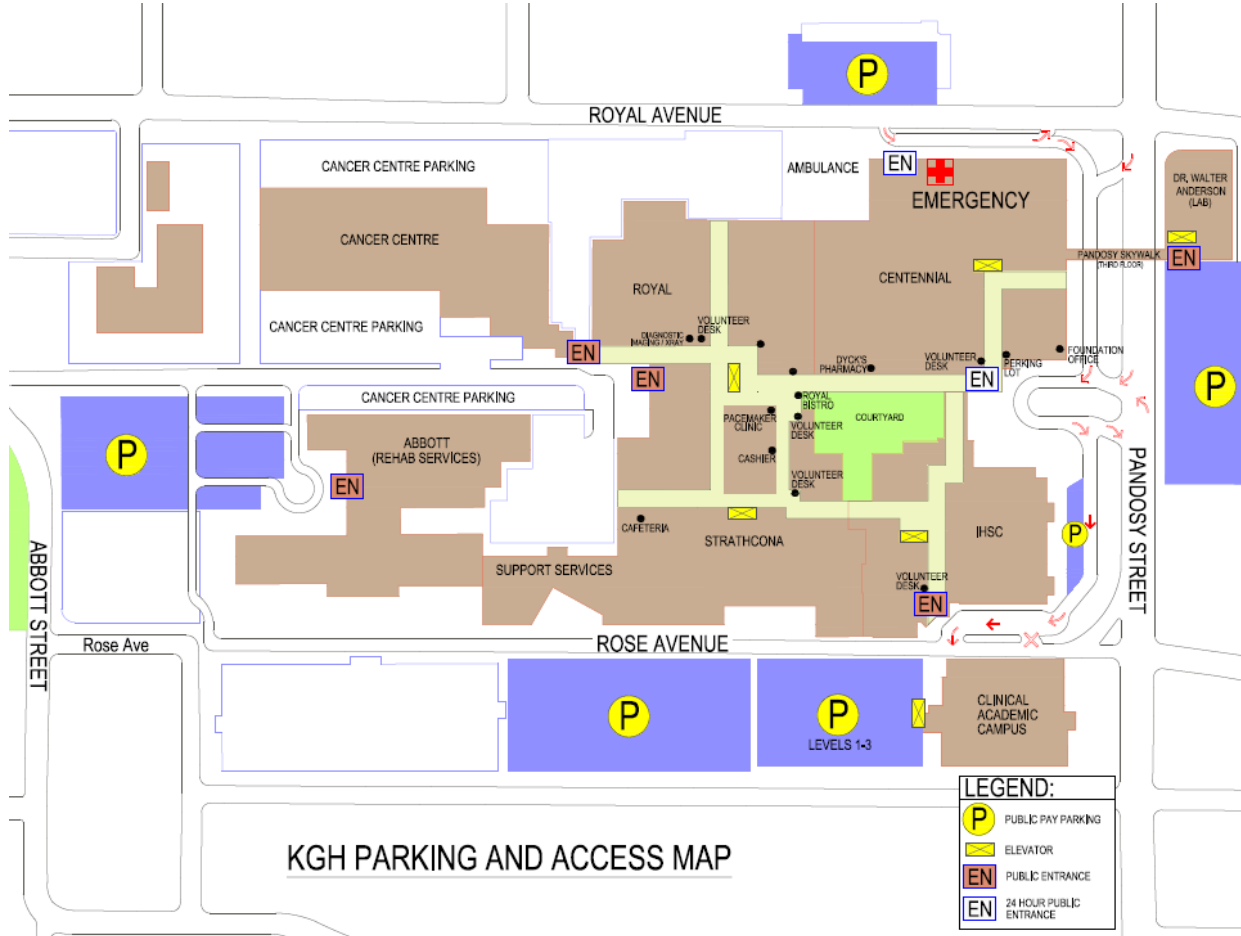 P
ROYAL AVENUE
CANCER CENTRE PARKING
AMBULANCE
EN
EMERGENCY
DR. WALTER
ANDERSON
(LAB)
CANCER CENTRE
PANDOSY SKYWALK
(THIRD FLOOR)
EN
ROYAL
CENTENNIAL
CANCER CENTRE PARKING
DIAGNOSTIC
IMAGING / XRAY
VOLUNTEER
DESK
EN
EN
DYCK'S
PHARMACY
VOLUNTEER
DESK
EN
PERKING
LOT
FOUNDATION
OFFICE
P
CANCER CENTRE PARKING
ROYAL
BISTRO
PACEMAKER
CLINIC
VOLUNTEER
DESK
COURTYARD
P
ABBOTT
(REHAB SERVICES)
EN
CASHIER
VOLUNTEER
DESK
PANDOSY STREET
CAFETERIA
STRATHCONA
IHSC
P
SUPPORT SERVICES
VOLUNTEER
DESK
EN
ABBOTT STREET
Rose Ave
ROSE AVENUE
P
P
LEVELS 1-3
CLINICAL
ACADEMIC
CAMPUS
KGH PARKING AND ACCESS MAP
LEGEND:
P PUBLIC PAY PARKING
ELEVATOR
EN PUBLIC ENTRANCE
EN 24 HOUR PUBLIC
ENTRANCE